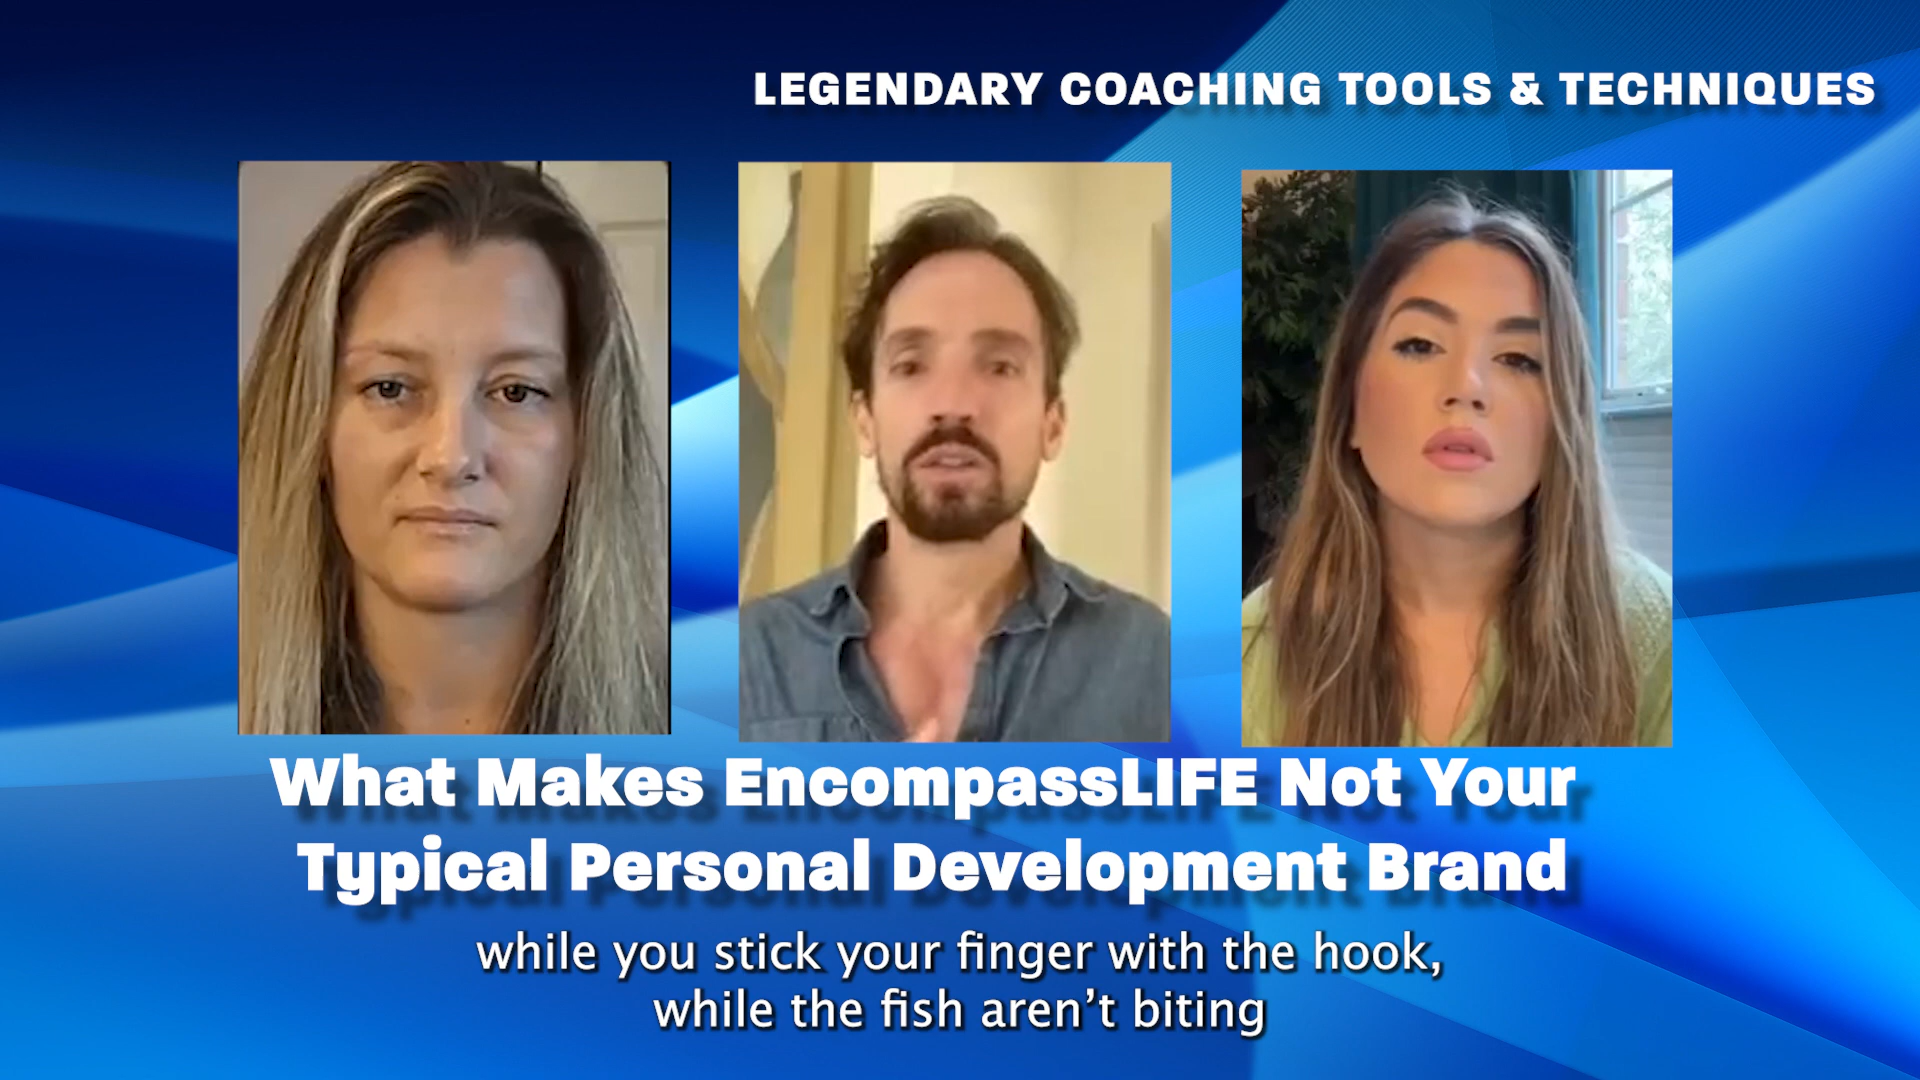 LEGENDARY COACHING TOOLS & TECHNIQUES
What Makes EncompassLIFE Not Your
Typical Personal Development Brand
while you stick your finger with the hook,
while the fish aren’t biting